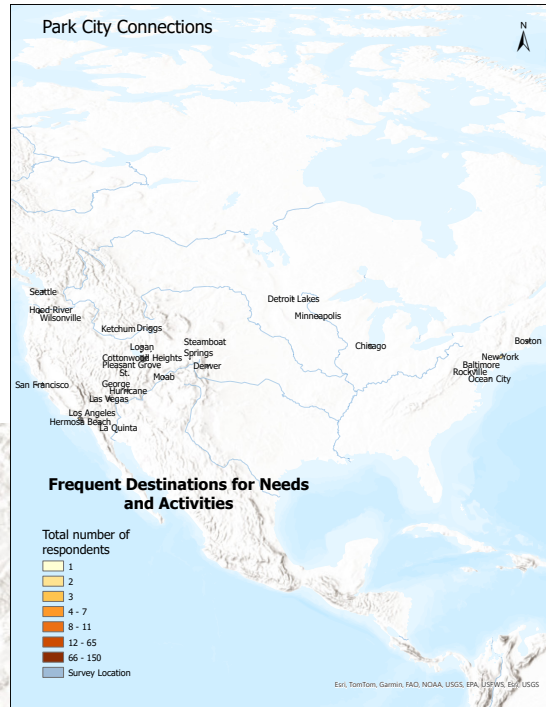 Park City Connections
N
Seattle
Hood River
Wilsonville
Detroit Lakes
Minneapolis
Ketchum
Driggs
Boston
Logan
Steamboat
Springs
Chicago
New York
Cottonwood Heights
Baltimore
Pleasant Grove
Denver
Rockville
St.
George
Moab
Ocean City
San Francisco
Hurricane
Las Vegas
Los Angeles
Hermosa Beach
La Quinta
Frequent Destinations for Needs
and Activities
Total number of
respondents
1
2
3
4 - 7
8 - 11
12 - 65
66 - 150
Survey Location
Esri, TomTom, Garmin, FAO, NOAA, USGS, EPA, USFWS, Esri, USGS